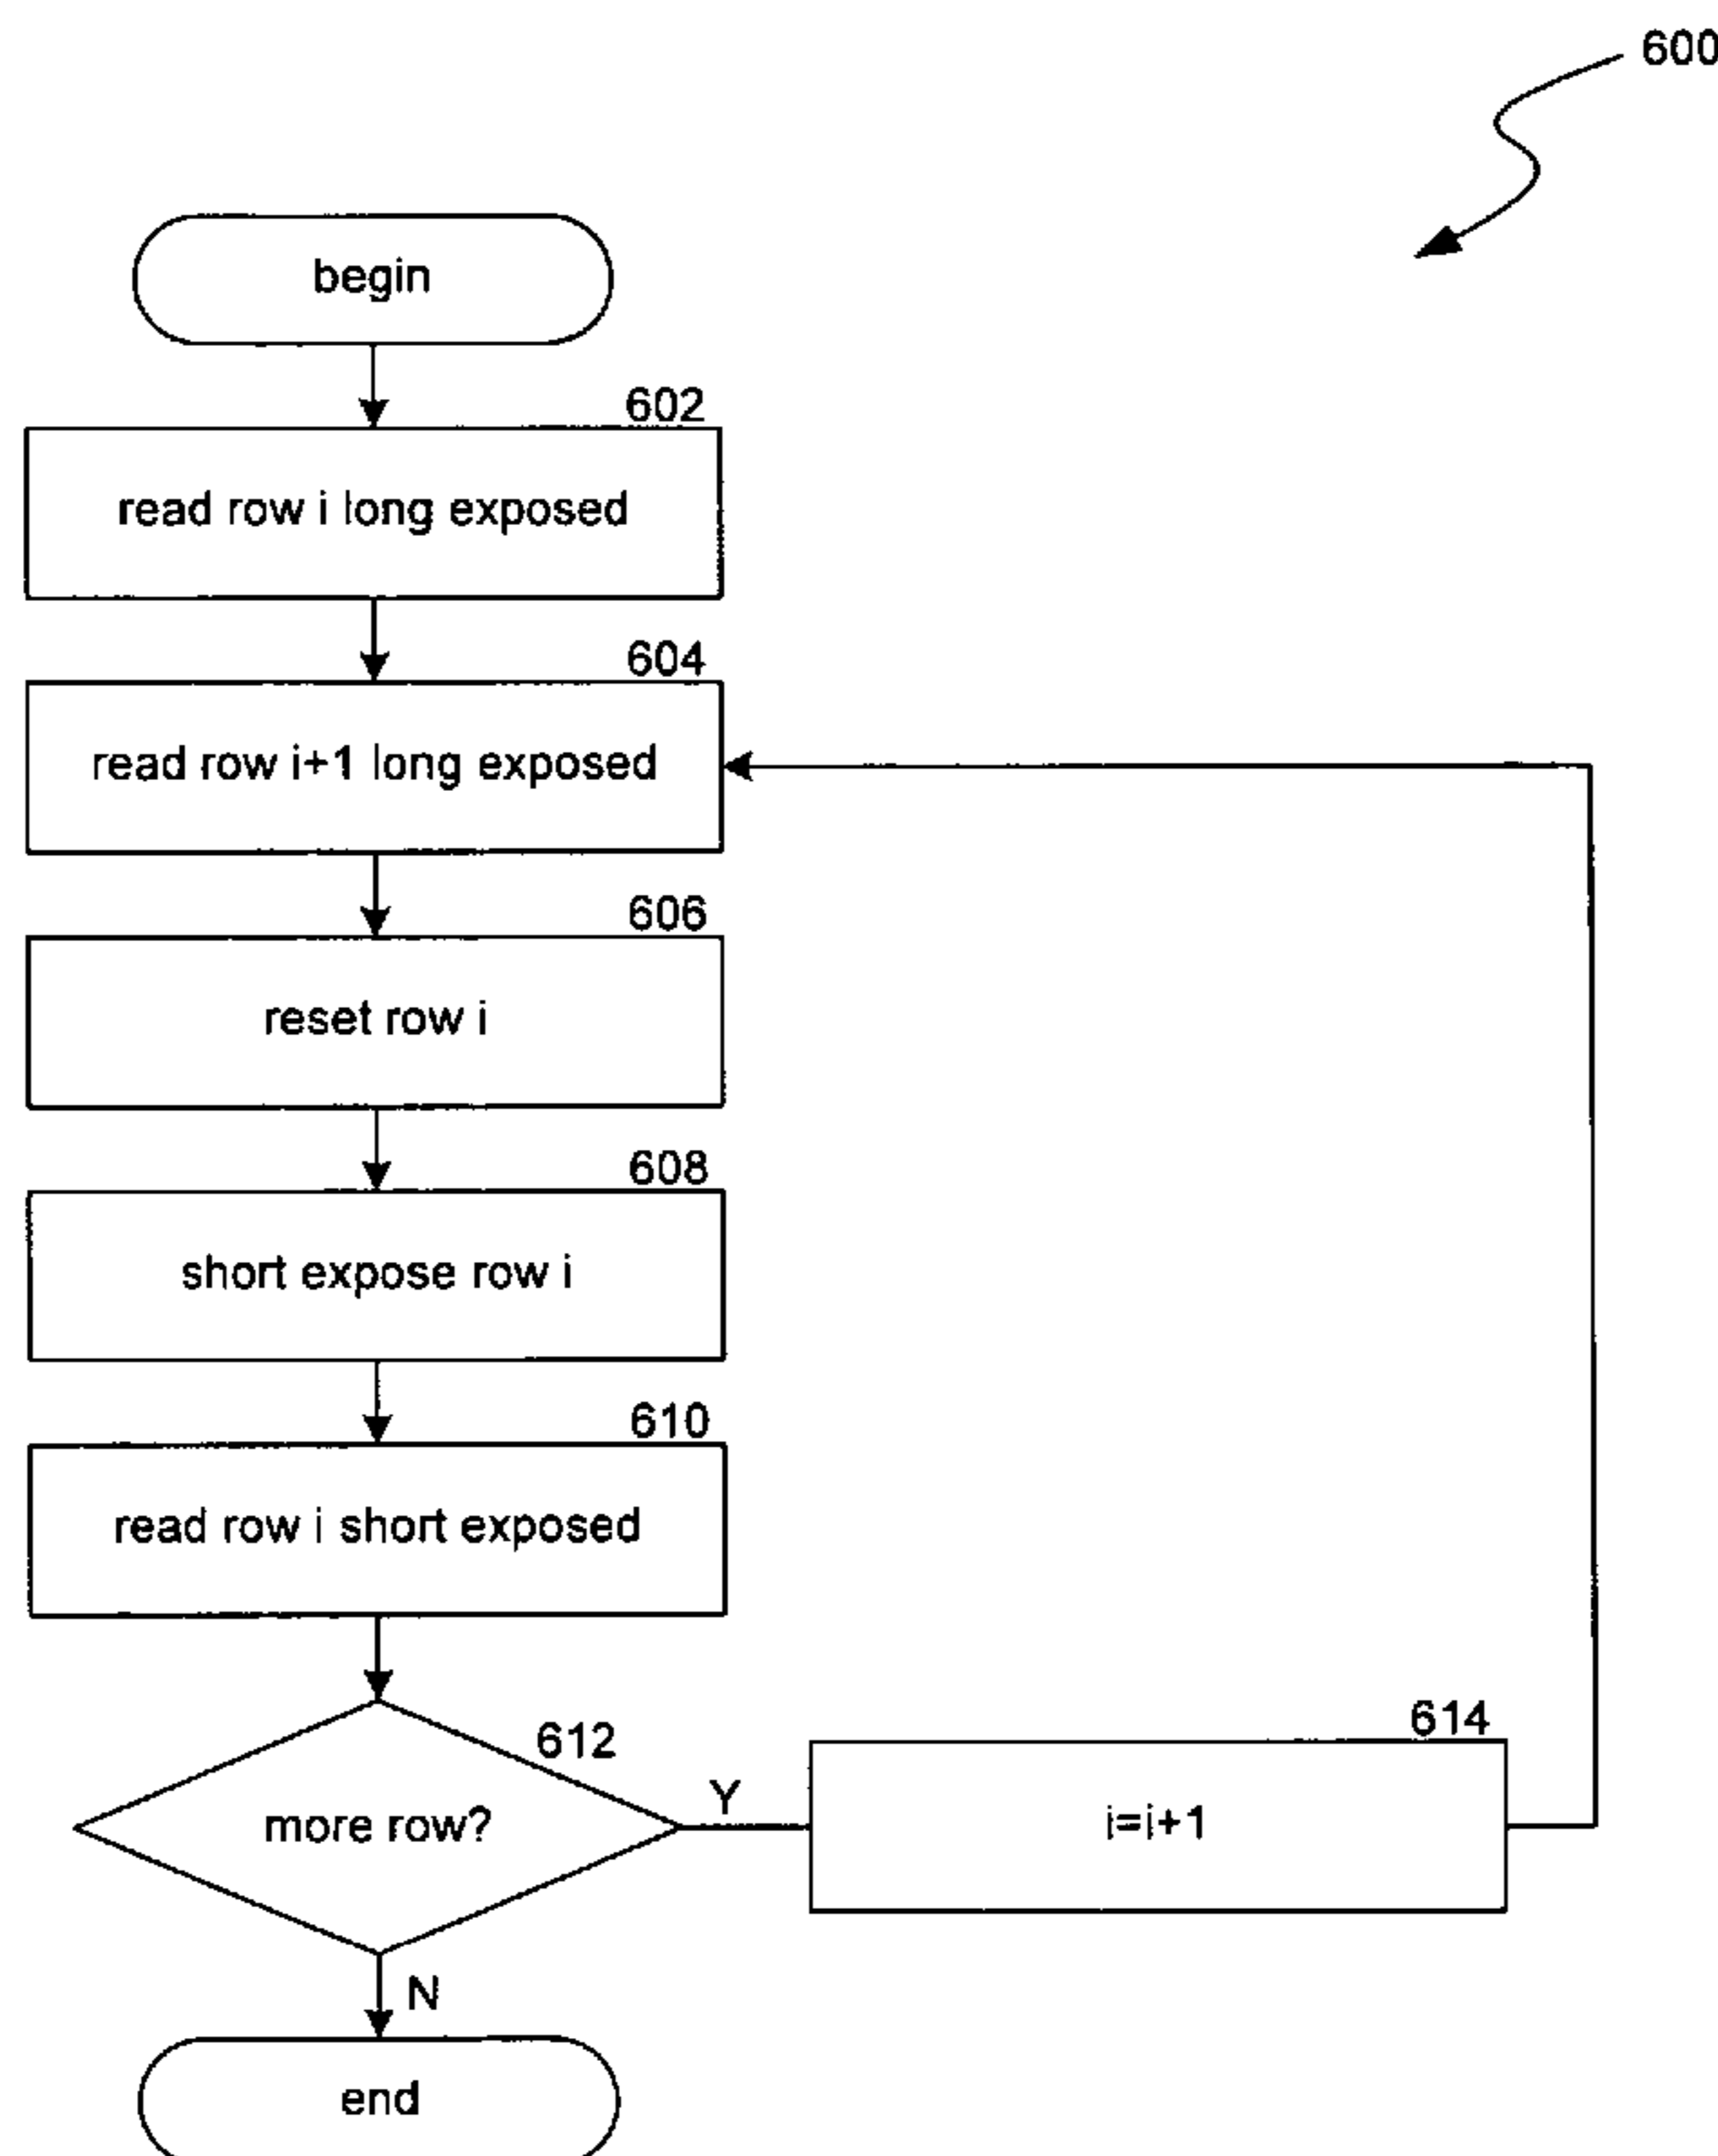 600
begin
602
read row i long exposed
604
read row i+1 long exposed
606
reset row i
608
short expose row i
610
read row i short exposed
612
more row?
Y
614
i=i+1
N
end